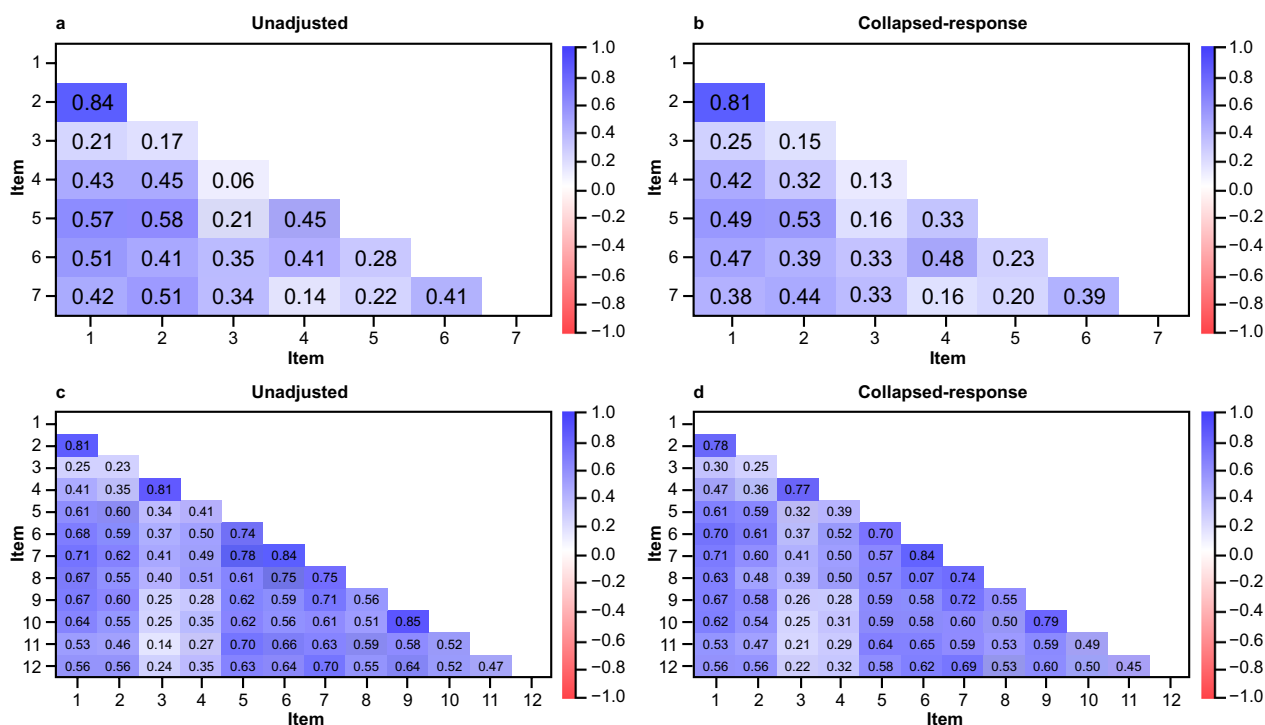 a Unadjusted
1
2 0.84
3 0.21 0.17
4 0.43 0.45 0.06
5 0.57 0.58 0.21 0.45
6 0.51 0.41 0.35 0.41 0.28
7 0.42 0.51 0.34 0.14 0.22 0.41
1 2 3 4 5 6 7
Item
Item
1.0
0.8
0.6
0.4
0.2
0.0
−0.2
−0.4
−0.6
−0.8
−1.0
b Collapsed-response
1
2 0.81
3 0.25 0.15
4 0.42 0.32 0.13
5 0.49 0.53 0.16 0.33
6 0.47 0.39 0.33 0.48 0.23
7 0.38 0.44 0.33 0.16 0.20 0.39
1 2 3 4 5 6 7
Item
Item
1.0
0.8
0.6
0.4
0.2
0.0
−0.2
−0.4
−0.6
−0.8
−1.0
c Unadjusted
1
2 0.81
3 0.25 0.23
4 0.41 0.35 0.81
5 0.61 0.60 0.34 0.41
6 0.68 0.59 0.37 0.50 0.74
7 0.71 0.62 0.41 0.49 0.78 0.84
8 0.67 0.55 0.40 0.51 0.61 0.75 0.75
9 0.67 0.60 0.25 0.28 0.62 0.59 0.71 0.56
10 0.64 0.55 0.25 0.35 0.62 0.56 0.61 0.51 0.85
11 0.53 0.46 0.14 0.27 0.70 0.66 0.63 0.59 0.58 0.52
12 0.56 0.56 0.24 0.35 0.63 0.64 0.70 0.55 0.64 0.52 0.47
1 2 3 4 5 6 7 8 9 10 11 12
Item
Item
1.0
0.8
0.6
0.4
0.2
0.0
−0.2
−0.4
−0.6
−0.8
−1.0
d Collapsed-response
1
2 0.78
3 0.30 0.25
4 0.47 0.36 0.77
5 0.61 0.59 0.32 0.39
6 0.70 0.61 0.37 0.52 0.70
7 0.71 0.60 0.41 0.50 0.57 0.84
8 0.63 0.48 0.39 0.50 0.57 0.07 0.74
9 0.67 0.58 0.26 0.28 0.59 0.58 0.72 0.55
10 0.62 0.54 0.25 0.31 0.59 0.58 0.60 0.50 0.79
11 0.53 0.47 0.21 0.29 0.64 0.65 0.59 0.53 0.59 0.49
12 0.56 0.56 0.22 0.32 0.58 0.62 0.69 0.53 0.60 0.50 0.45
1 2 3 4 5 6 7 8 9 10 11 12
Item
Item
1.0
0.8
0.6
0.4
0.2
0.0
−0.2
−0.4
−0.6
−0.8
−1.0